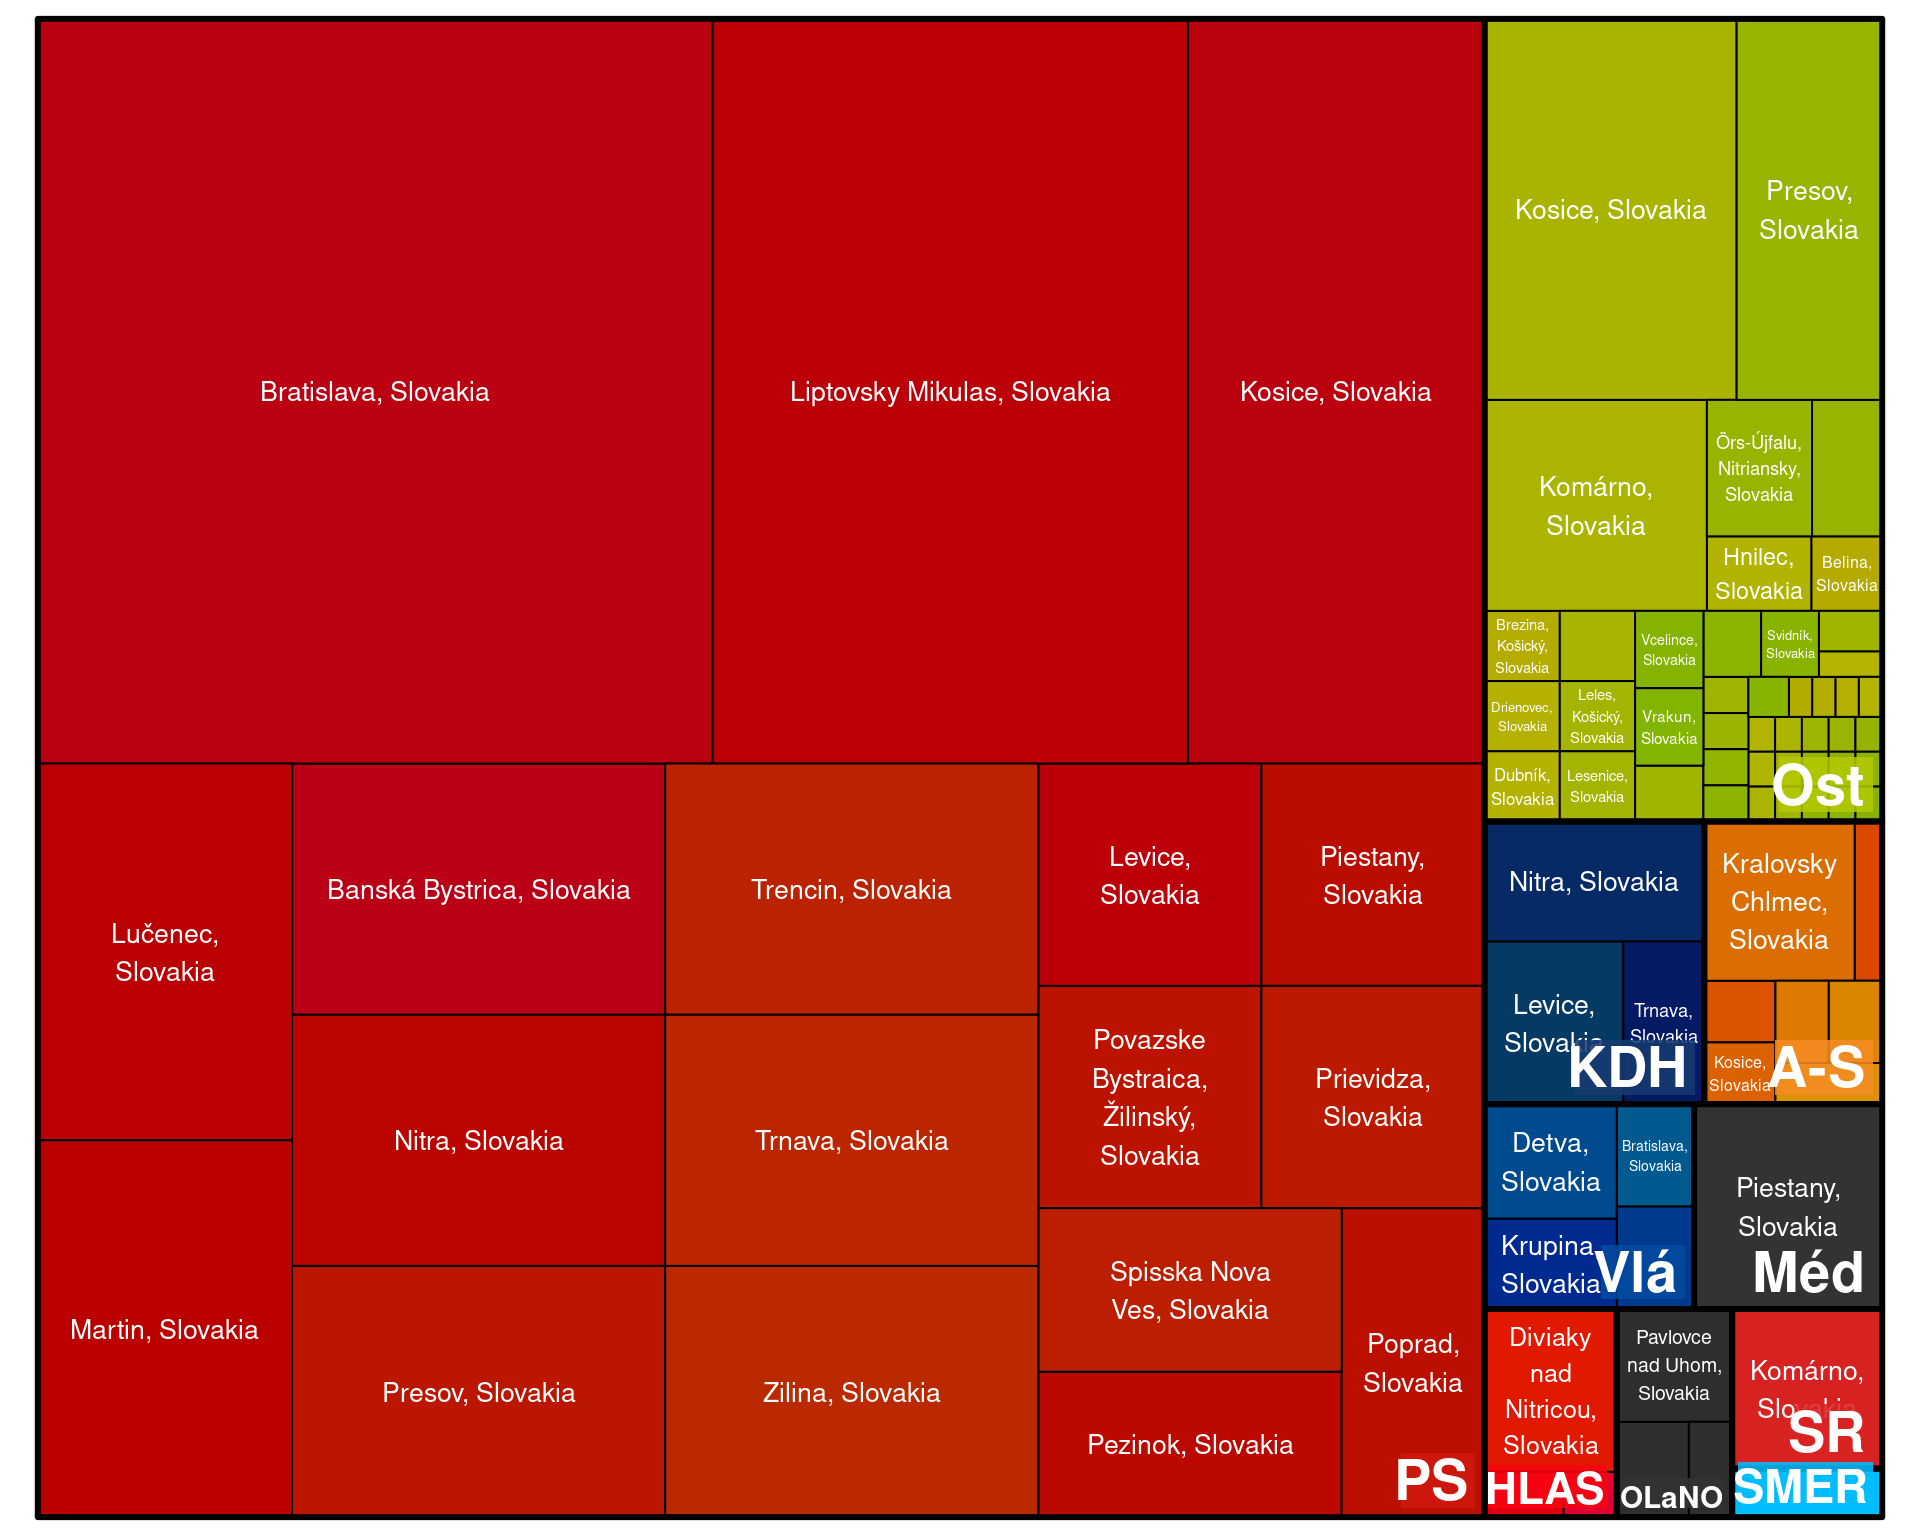 Bratislava, Slovakia
Liptovsky Mikulas, Slovakia
Kosice, Slovakia
Lučenec,
Slovakia
Martin, Slovakia
Banská Bystrica, Slovakia
Nitra, Slovakia
Presov, Slovakia
Trencin, Slovakia
Trnava, Slovakia
Zilina, Slovakia
Levice,
Slovakia
Piestany,
Slovakia
Povazske
Bystraica,
Žilinský,
Slovakia
Prievidza,
Slovakia
Spisska Nova
Ves, Slovakia
Pezinok, Slovakia
Poprad,
Slovakia
PS
Kosice, Slovakia
Presov,
Slovakia
Komárno,
Slovakia
Örs-Újfalu,
Nitriansky,
Slovakia
Hnilec,
Slovakia
Belina,
Slovakia
Brezina,
Košický,
Slovakia
Drienovec,
Slovakia
Dubník,
Slovakia
Leles,
Košický,
Slovakia
Lesenice,
Slovakia
Vcelince,
Slovakia
Vrakun,
Slovakia
Svidník,
Slovakia
Ost
Nitra, Slovakia
Levice,
Slovakia
Trnava,
Slovakia
KDH
Kralovsky
Chlmec,
Slovakia
Kosice,
Slovakia
A-S
Detva,
Slovakia
Krupina,
Slovakia
Bratislava,
Slovakia
Vlá
Piestany,
Slovakia
Méd
Diviaky
nad
Nitricou,
Slovakia
HLAS
Pavlovce
nad Uhom,
Slovakia
OLaNO
Komárno,
Slovakia
SR
SMER